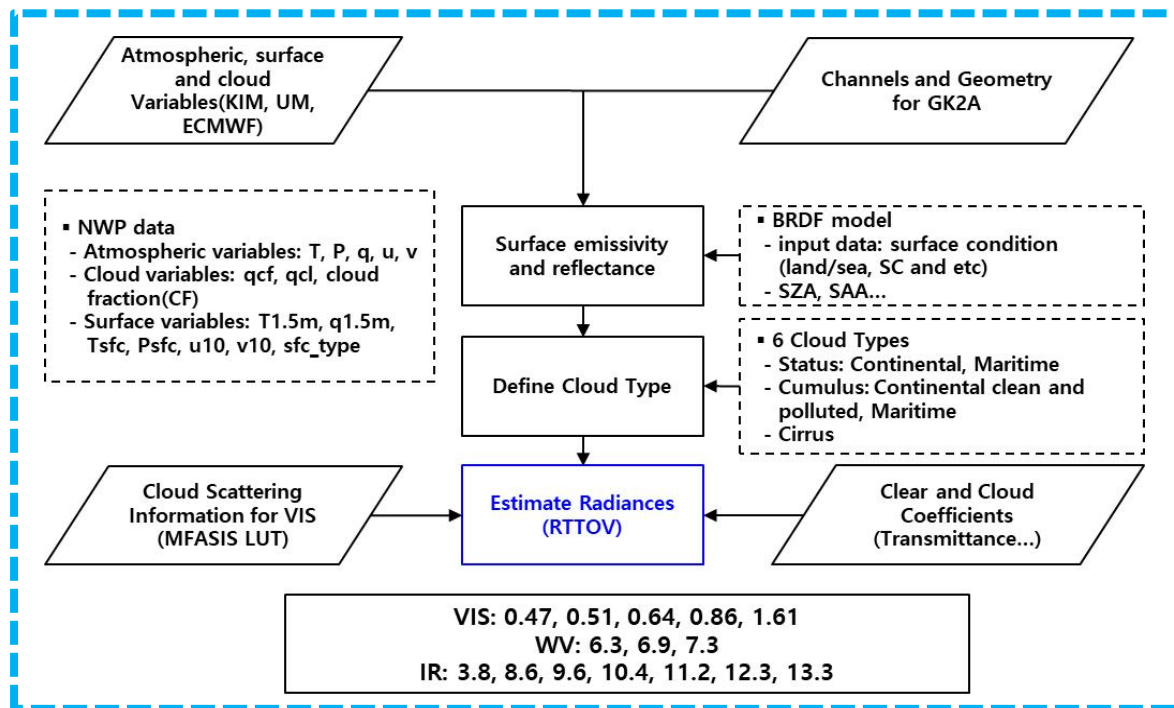 Atmospheric, surface
and cloud
Variables(KIM, UM,
ECMWF)
Channels and Geometry
for GK2A
▪ NWP data
- Atmospheric variables: T, P, q, u, v
- Cloud variables: qcf, qcl, cloud
fraction(CF)
- Surface variables: T1.5m, q1.5m,
Tsfc, Psfc, u10, v10, sfc_type
Surface emissivity
and reflectance
▪ BRDF model
- input data: surface condition
(land/sea, SC and etc)
- SZA, SAA...
Define Cloud Type
▪ 6 Cloud Types
- Status: Continental, Maritime
- Cumulus: Continental clean and
polluted, Maritime
- Cirrus
Cloud Scattering
Information for VIS
(MFASIS LUT)
Estimate Radiances
(RTTOV)
Clear and Cloud
Coefficients
(Transmittance...)
VIS: 0.47, 0.51, 0.64, 0.86, 1.61
WV: 6.3, 6.9, 7.3
IR: 3.8, 8.6, 9.6, 10.4, 11.2, 12.3, 13.3